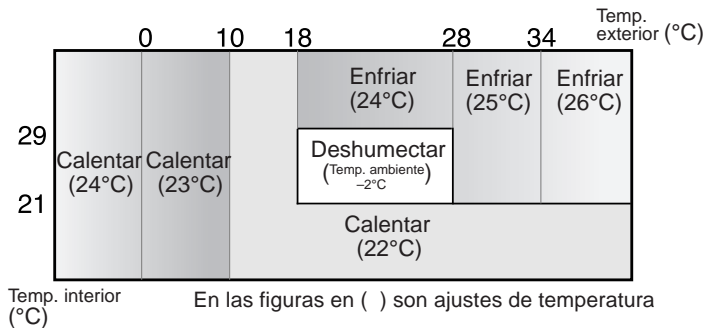 Temp.
exterior (°C)
0 10 18 28 34
Enfriar
(24°C)
Enfriar
(25°C)
Enfriar
(26°C)
29
Calentar
(24°C)
Calentar
(23°C)
Deshumectar
(Temp. ambiente)
–2°C
21
Calentar
(22°C)
Temp. interior
(°C)
En las figuras en ( ) son ajustes de temperatura